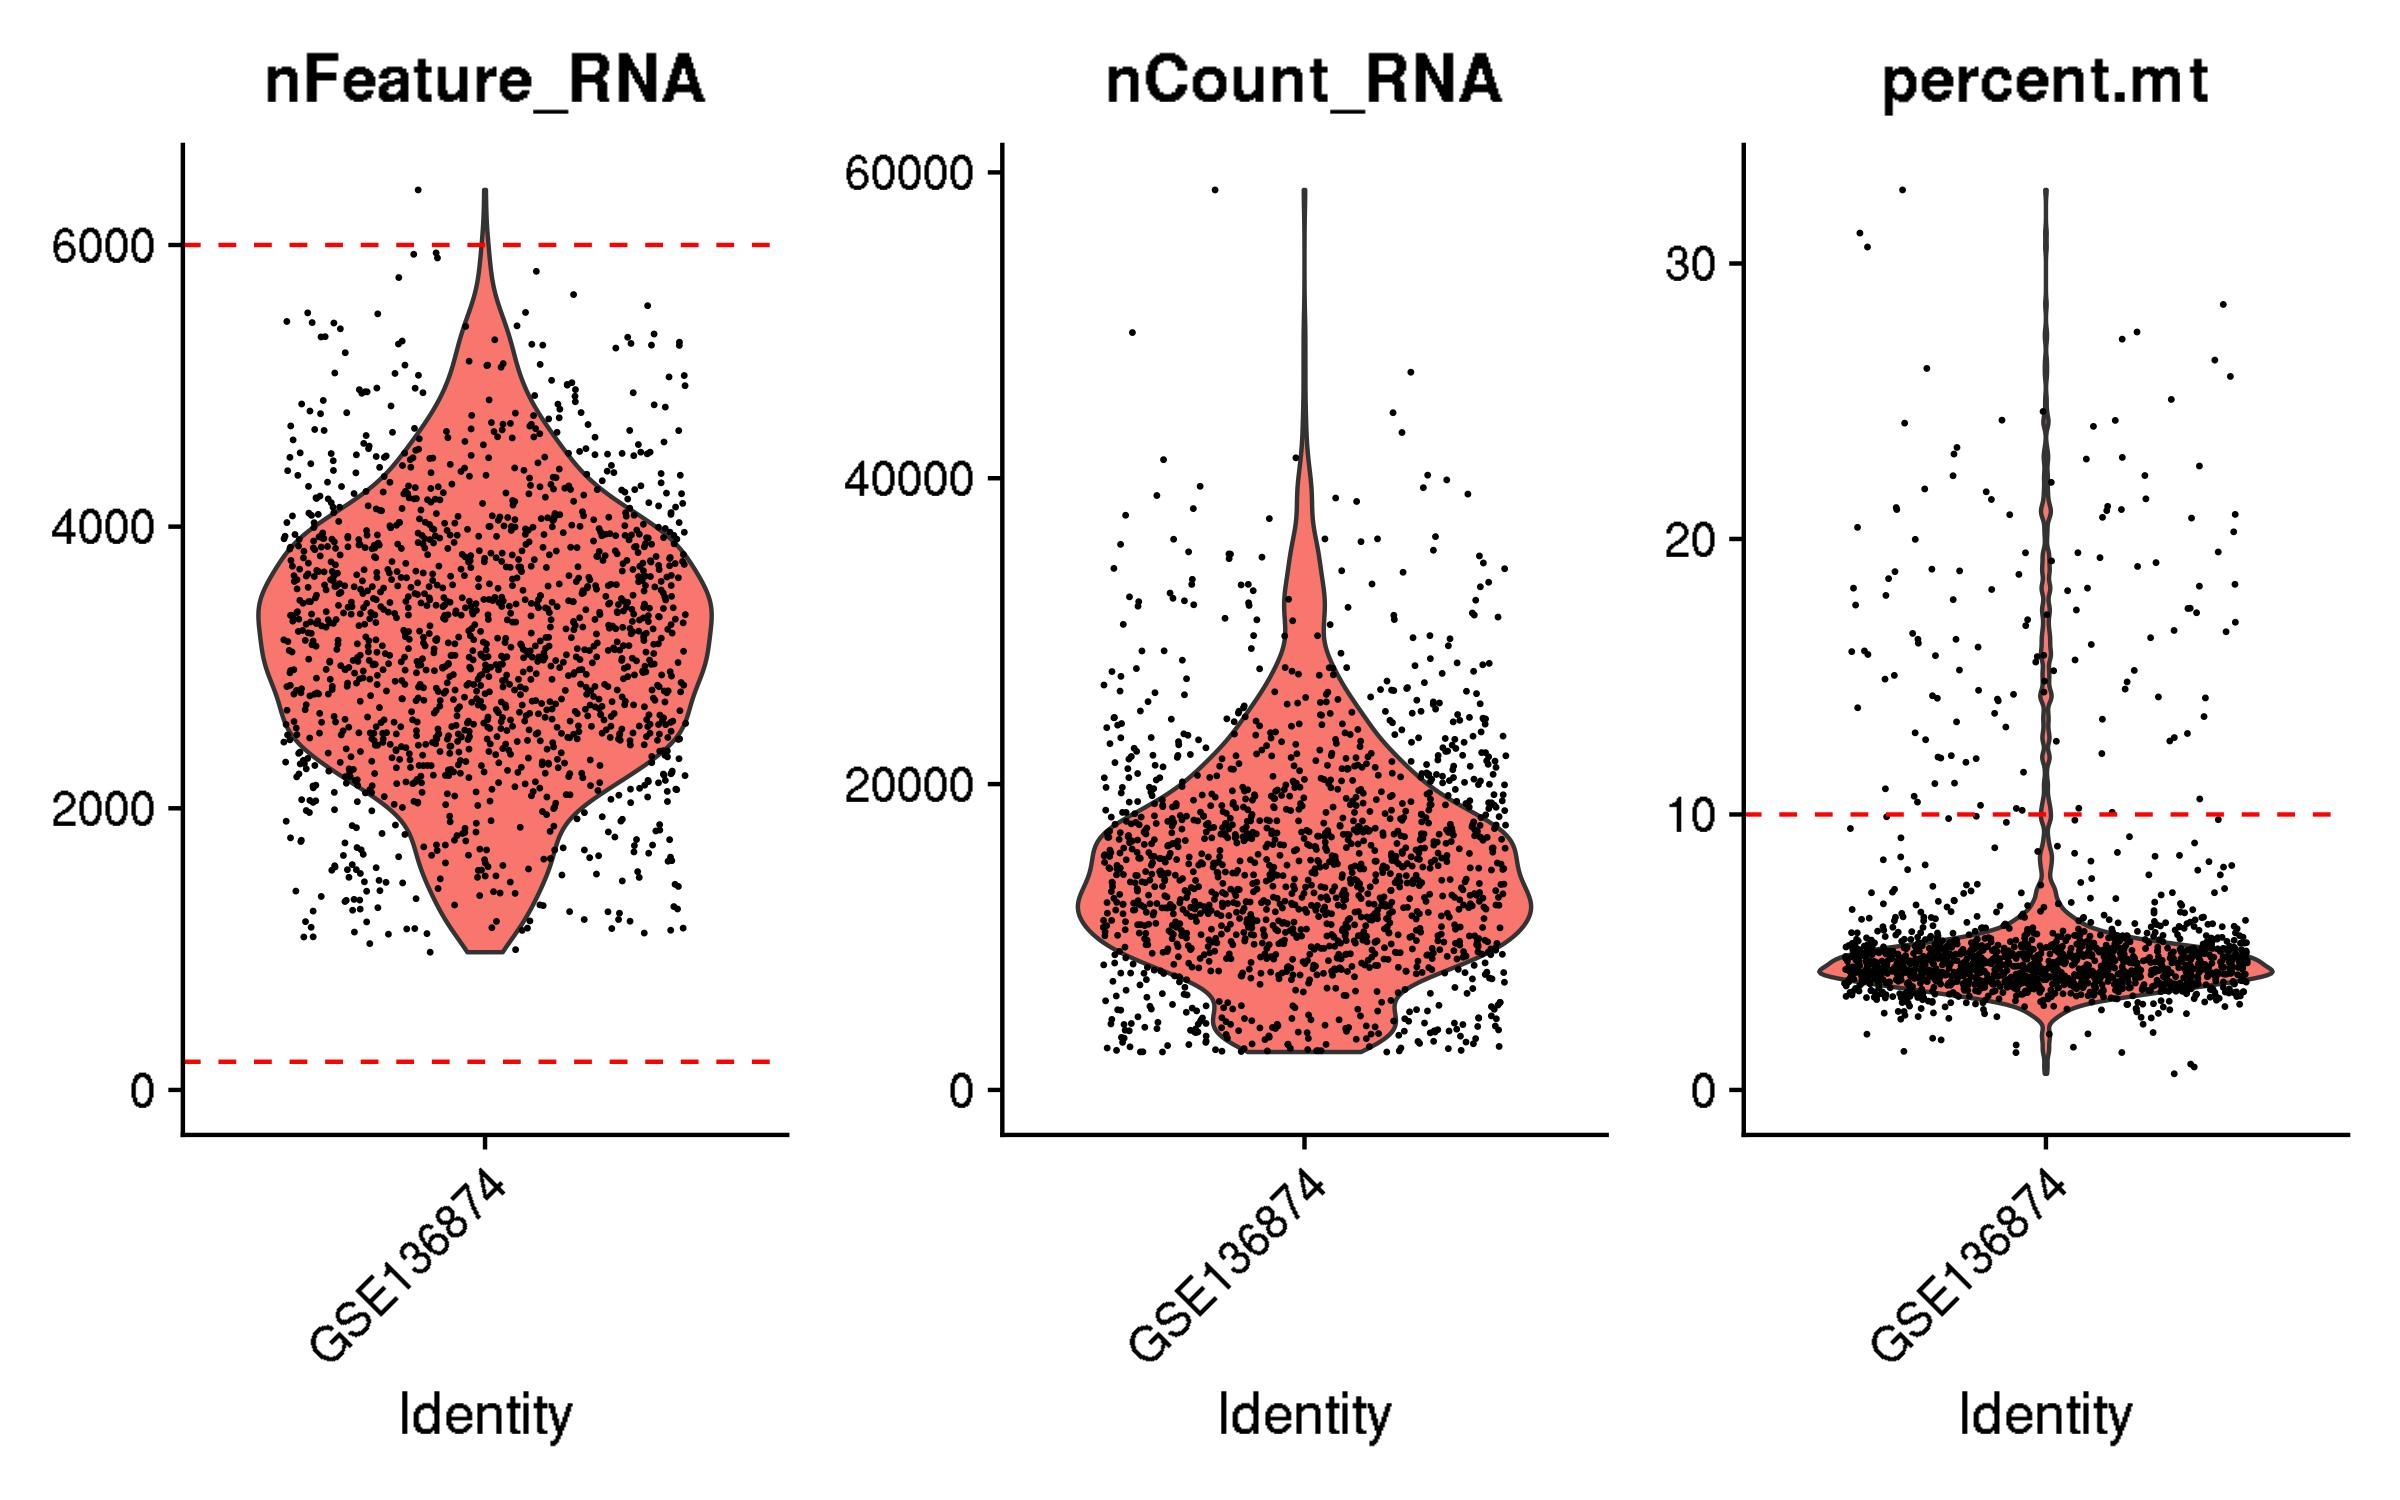 nFeature_RNA
6000
4000
2000
0
GSE136874
Identity
nCount_RNA
60000
40000
20000
0
GSE136874
Identity
percent.mt
30
20
10
0
GSE136874
Identity